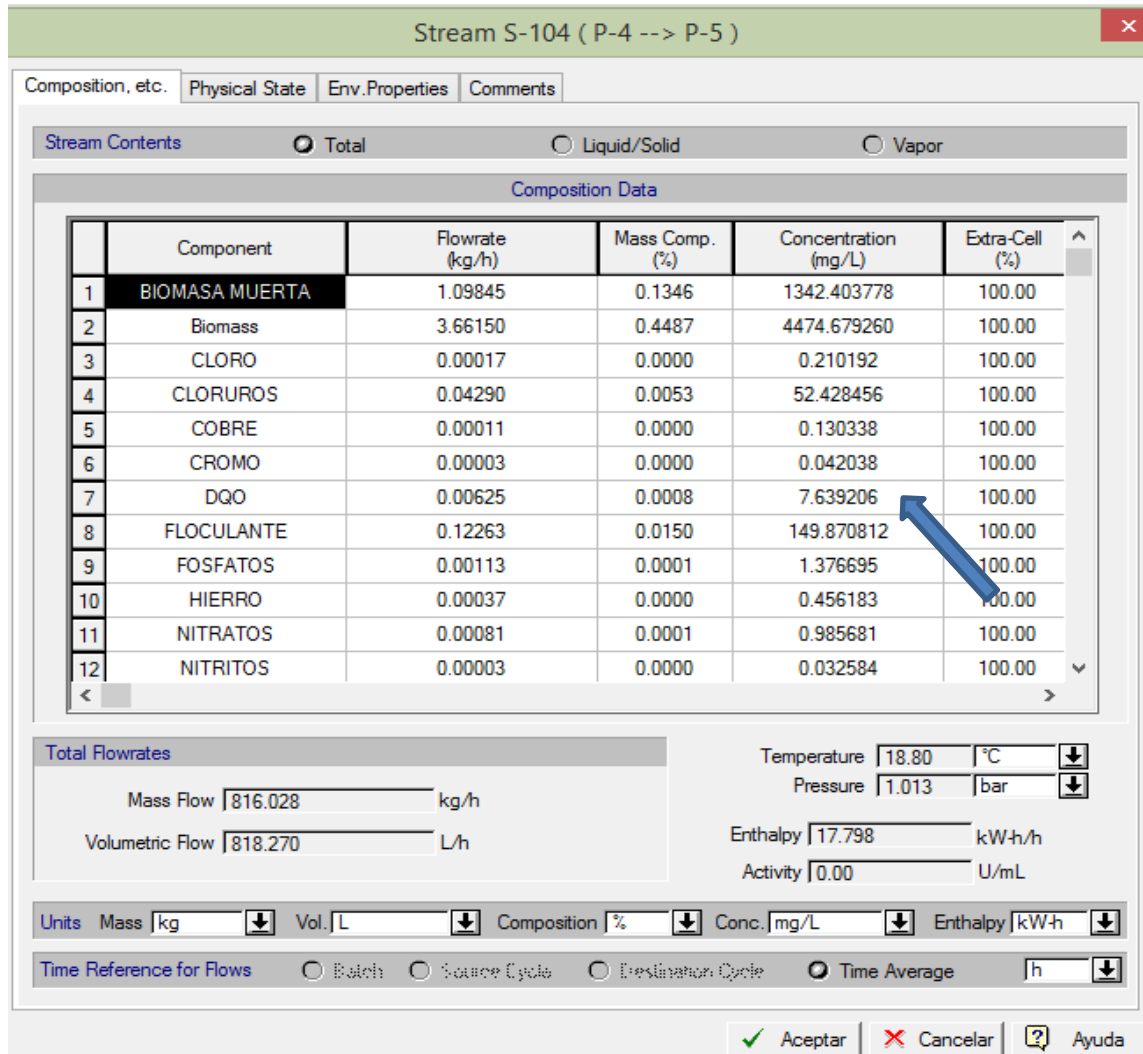 Stream S-104 ( P-4 --> P-5 )
Composition, etc. Physical State Env.Properties Comments
Stream Contents Total Liquid/Solid Vapor
Composition Data
Component Flowrate (kg/h) Mass Comp. (%) Concentration (mg/L) Extra-Cell (%)
1 BIOMASA MUERTA 1.09845 0.1346 1342.403778 100.00
2 Biomass 3.66150 0.4487 4474.679260 100.00
3 CLORO 0.00017 0.0000 0.210192 100.00
4 CLORUROS 0.04290 0.0053 52.428456 100.00
5 COBRE 0.00011 0.0000 0.130338 100.00
6 CROMO 0.00003 0.0000 0.042038 100.00
7 DQO 0.00625 0.0008 7.639206 100.00
8 FLOCULANTE 0.12263 0.0150 149.870812 100.00
9 FOSFATOS 0.00113 0.0001 1.376695 100.00
10 HIERRO 0.00037 0.0000 0.456183 100.00
11 NITRATOS 0.00081 0.0001 0.985681 100.00
12 NITRITOS 0.00003 0.0000 0.032584 100.00
Total Flowrates
Mass Flow 816.028 kg/h
Volumetric Flow 818.270 L/h
Temperature 18.80 °C
Pressure 1.013 bar
Enthalpy 17.798 kW-h/h
Activity 0.00 U/mL
Units Mass kg Vol. L Composition % Conc. mg/L Enthalpy kW-h
Time Reference for Flows Batch Source Cycle Destination Cycle Time Average h
Aceptar Cancelar Ayuda